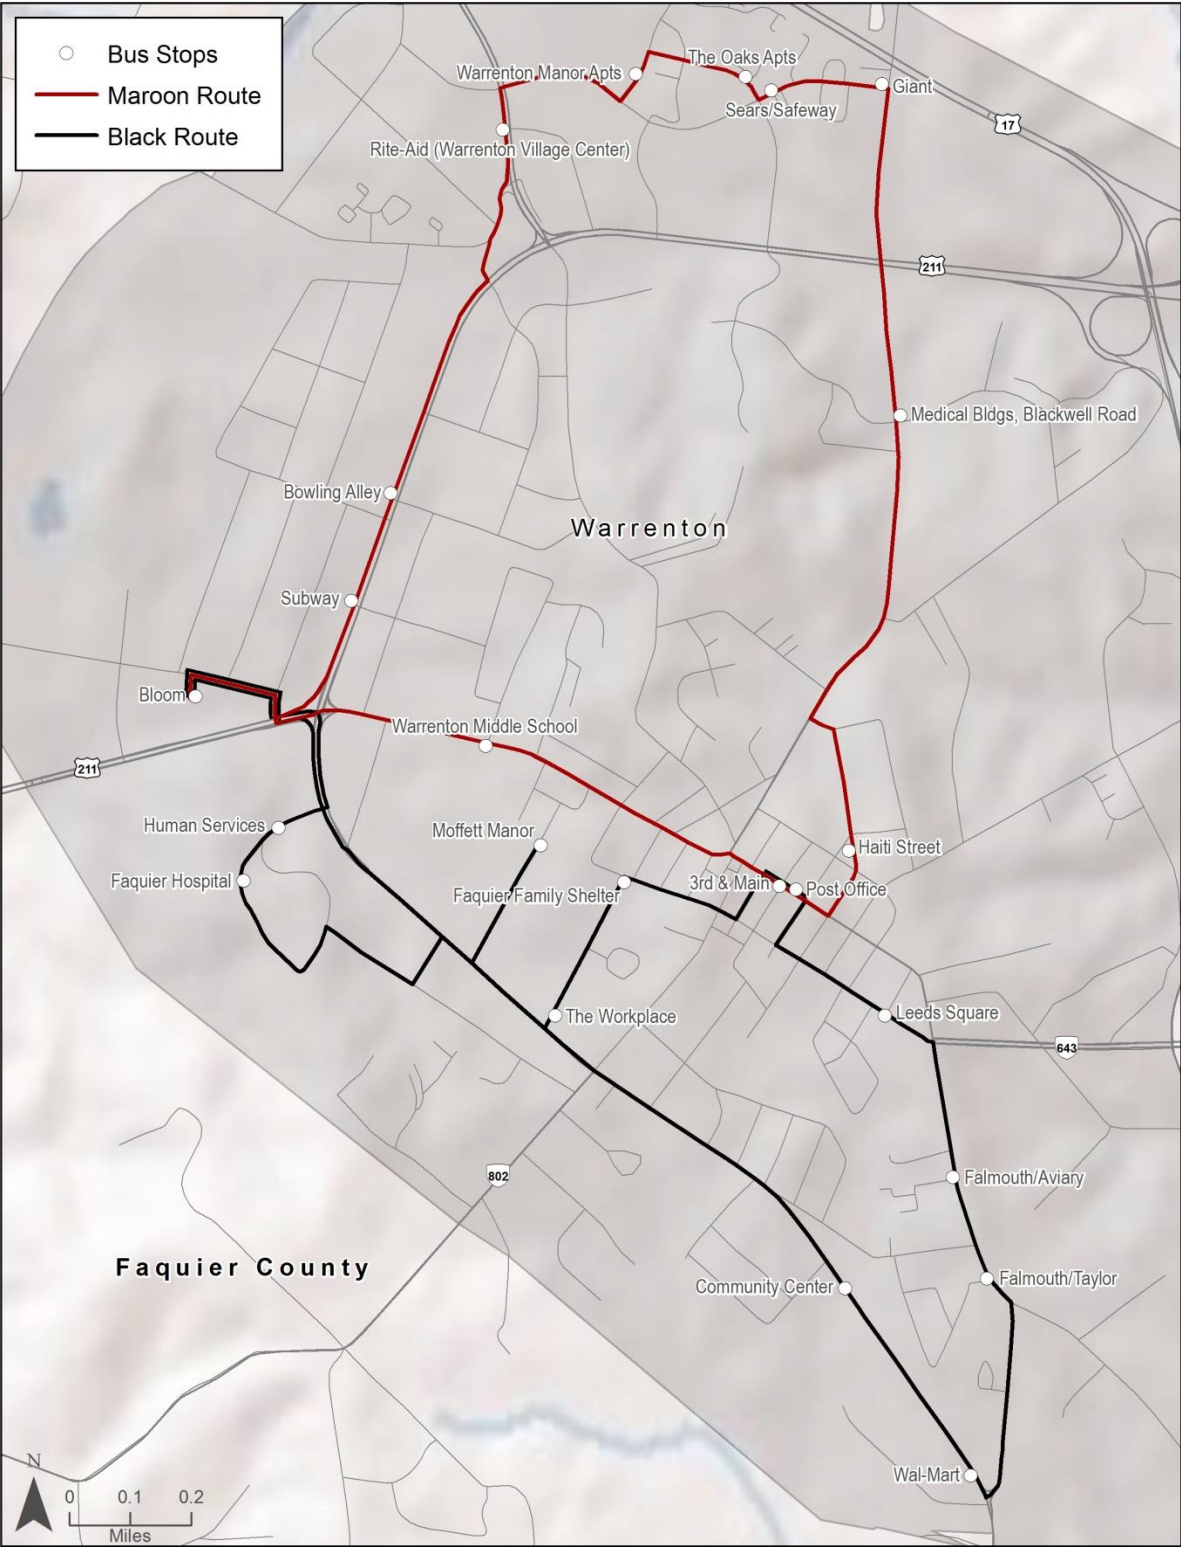 Bus Stops
Maroon Route
Black Route
The Oaks Apts
Warrenton Manor Apts
Giant
Sears/Safeway
17
Rite-Aid (Warrenton Village Center)
211
Medical Bldgs, Blackwell Road
Bowling Alley
Warrenton
Subway
Bloom
Warrenton Middle School
211
Human Services
Moffett Manor
Haiti Street
Faquier Hospital
3rd & Main
Post Office
Faquier Family Shelter
The Workplace
Leeds Square
643
802
Falmouth/Aviary
Faquier County
Falmouth/Taylor
Community Center
Wal-Mart
N
0 0.1 0.2
Miles